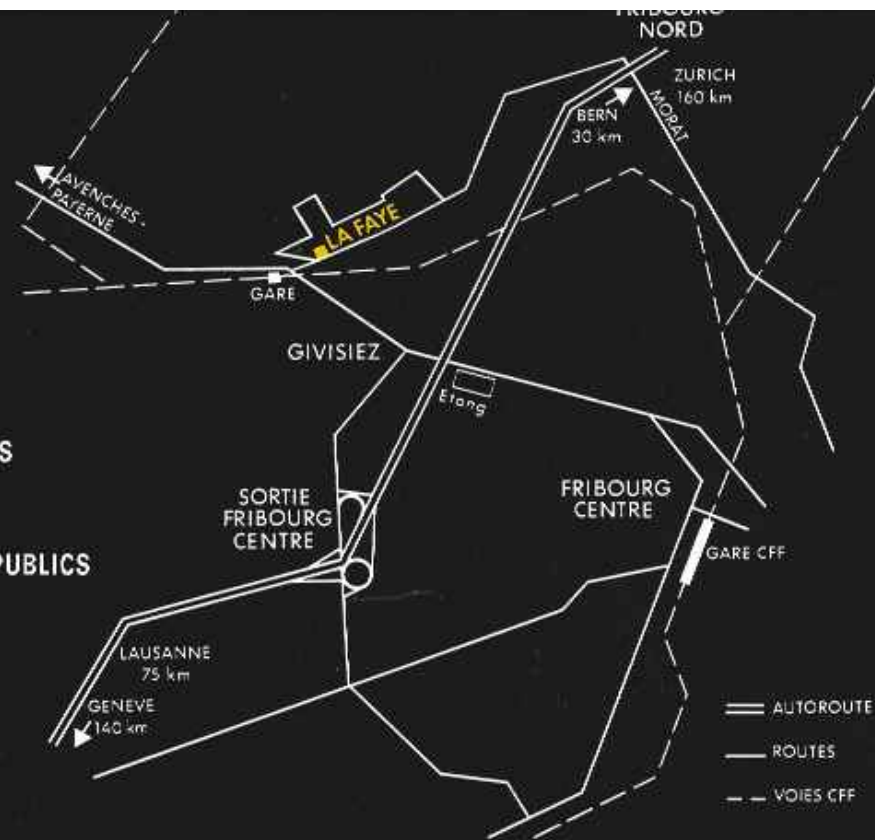 FRIBOURG
NORD
ZURICH
160 km
BERN
30 km
MORAT
AVENCHES -
PAYERNE
LA FAYE
GARE
GIVISIEZ
Etang
S
SORTIE
FRIBOURG
CENTRE
FRIBOURG
CENTRE
PUBLICS
GARE CFF
LAUSANNE
75 km
GENEVE
140 km
AUTOROUTE
ROUTES
VOIES CFF